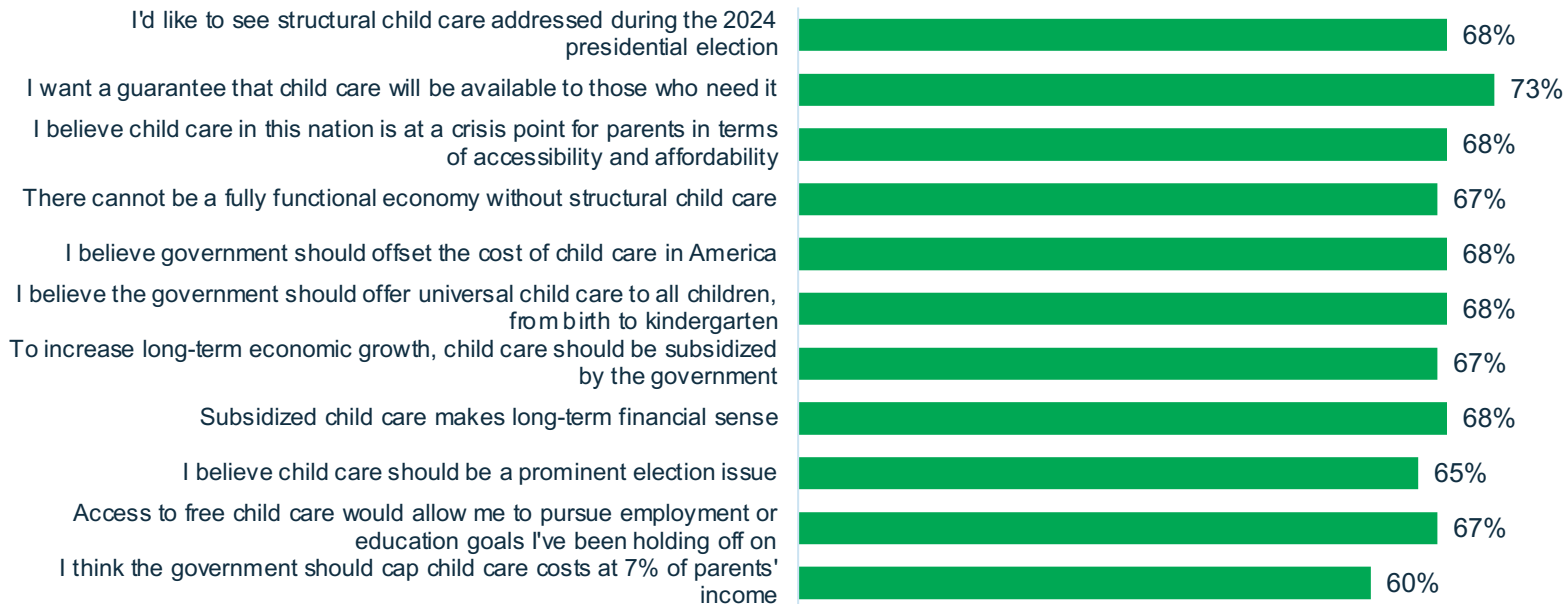 I'd like to see structural child care addressed during the 2024
presidential election
68%
I want a guarantee that child care will be available to those who need it
73%
I believe child care in this nation is at a crisis point for parents in terms
of accessibility and affordability
68%
There cannot be a fully functional economy without structural child care
67%
I believe government should offset the cost of child care in America
68%
I believe the government should offer universal child care to all children,
from birth to kindergarten
68%
To increase long-term economic growth, child care should be subsidized
by the government
67%
Subsidized child care makes long-term financial sense
68%
I believe child care should be a prominent election issue
65%
Access to free child care would allow me to pursue employment or
education goals I've been holding off on
67%
I think the government should cap child care costs at 7% of parents'
income
60%